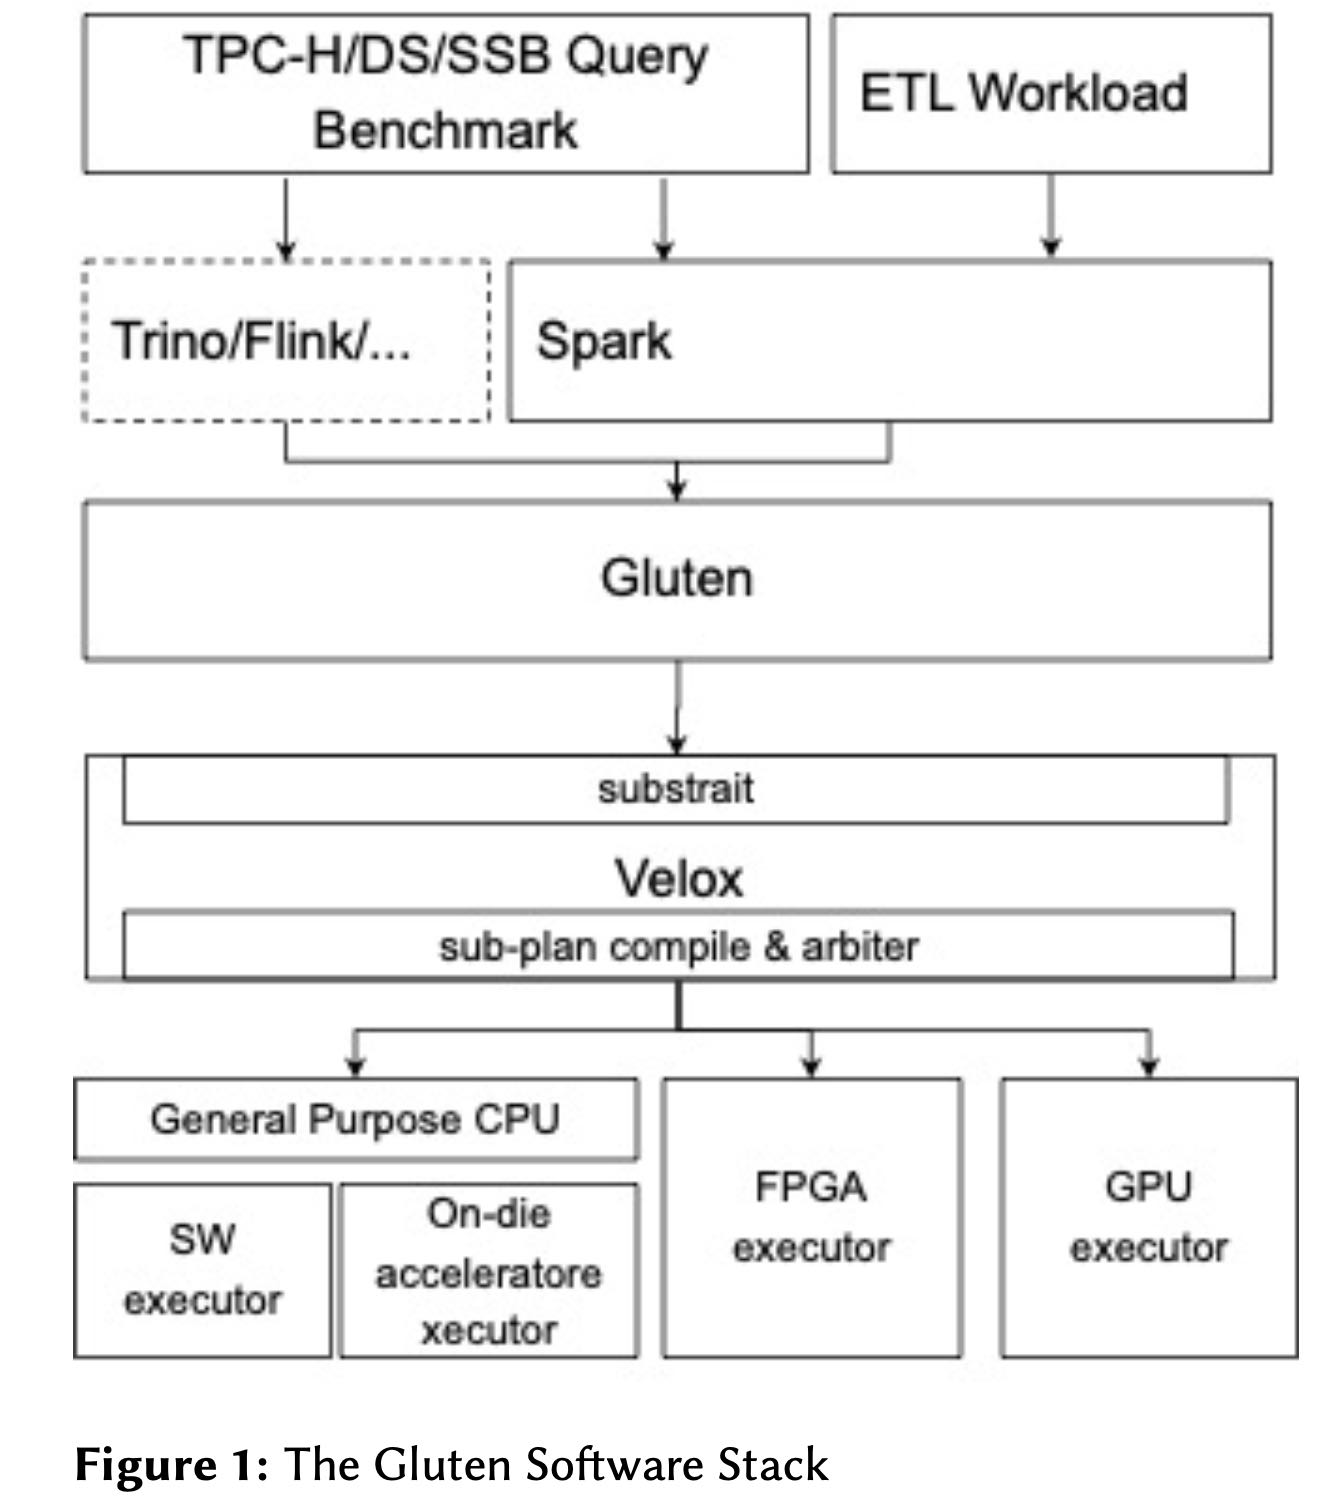 TPC-H/DS/SSB Query
Benchmark
ETL Workload
Trino/Flink/...
Spark
Gluten
substrait
Velox
sub-plan compile & arbiter
General Purpose CPU
SW
executor
On-die
acceleratore
xecutor
FPGA
executor
GPU
executor
Figure 1: The Gluten Software Stack